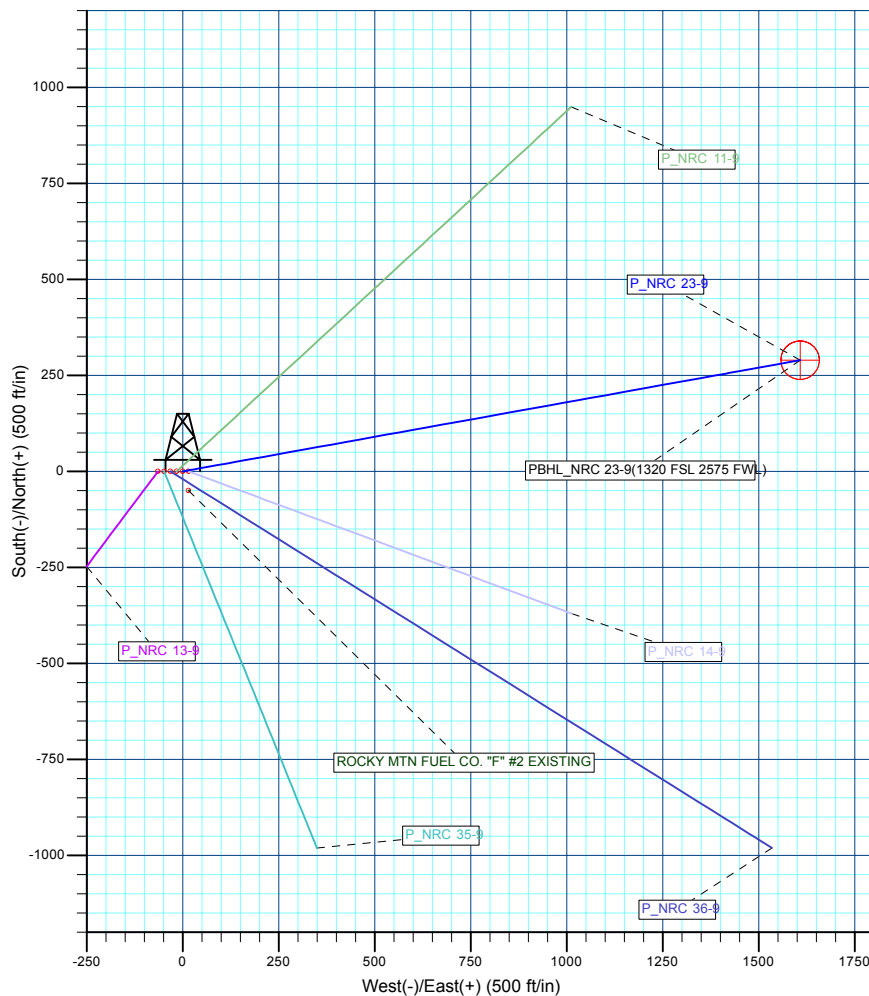 1000
750
500
250
0
-250
-500
-750
-1000
South(-)/North(+) (500 ft/in)
P_NRC 11-9
P_NRC 23-9
PBHL_NRC 23-9(1320 FSL 2575 FWL)
P_NRC 13-9
P_NRC 14-9
ROCKY MTN FUEL CO. "F" #2 EXISTING
P_NRC 35-9
P_NRC 36-9
-250 0 250 500 750 1000 1250 1500 1750
West(-)/East(+) (500 ft/in)